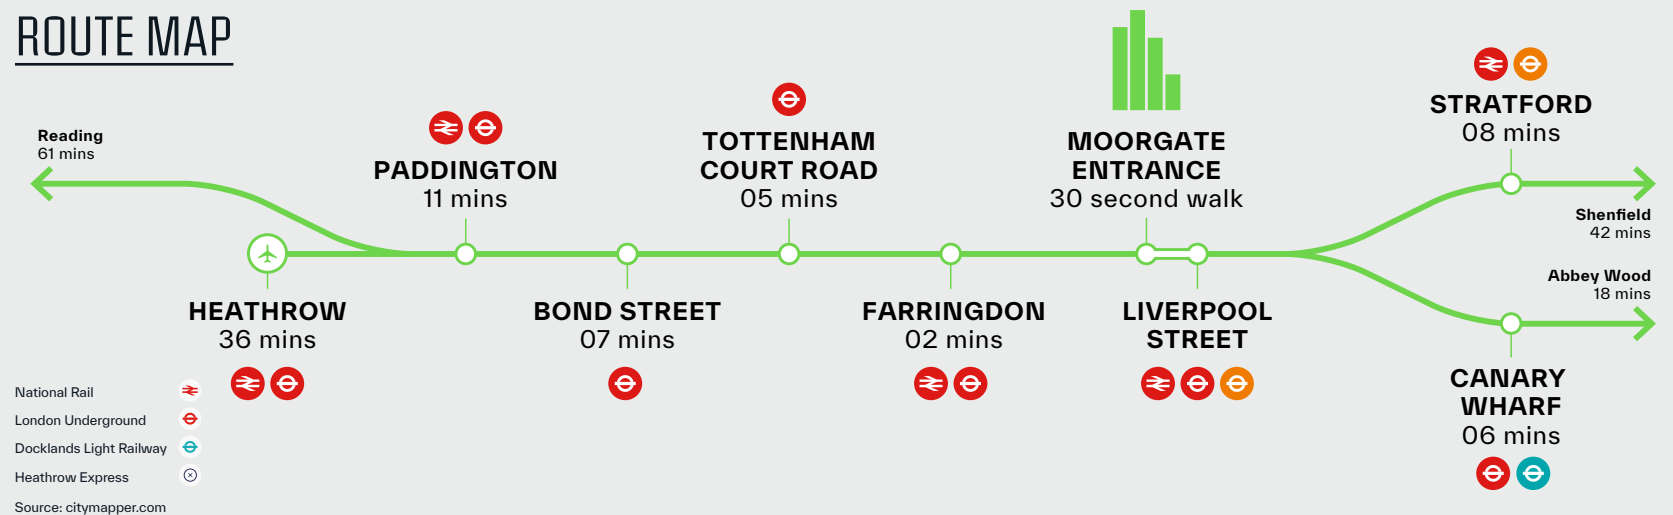 ROUTE MAP
Reading
61 mins
PADDINGTON
11 mins
TOTTENHAM
COURT ROAD
05 mins
MOORGATE
ENTRANCE
30 second walk
STRATFORD
08 mins
Shenfield
42 mins
Abbey Wood
18 mins
HEATHROW
36 mins
BOND STREET
07 mins
FARRINGDON
02 mins
LIVERPOOL
STREET
CANARY
WHARF
06 mins
National Rail
London Underground
Docklands Light Railway
Heathrow Express
Source: citymapper.com